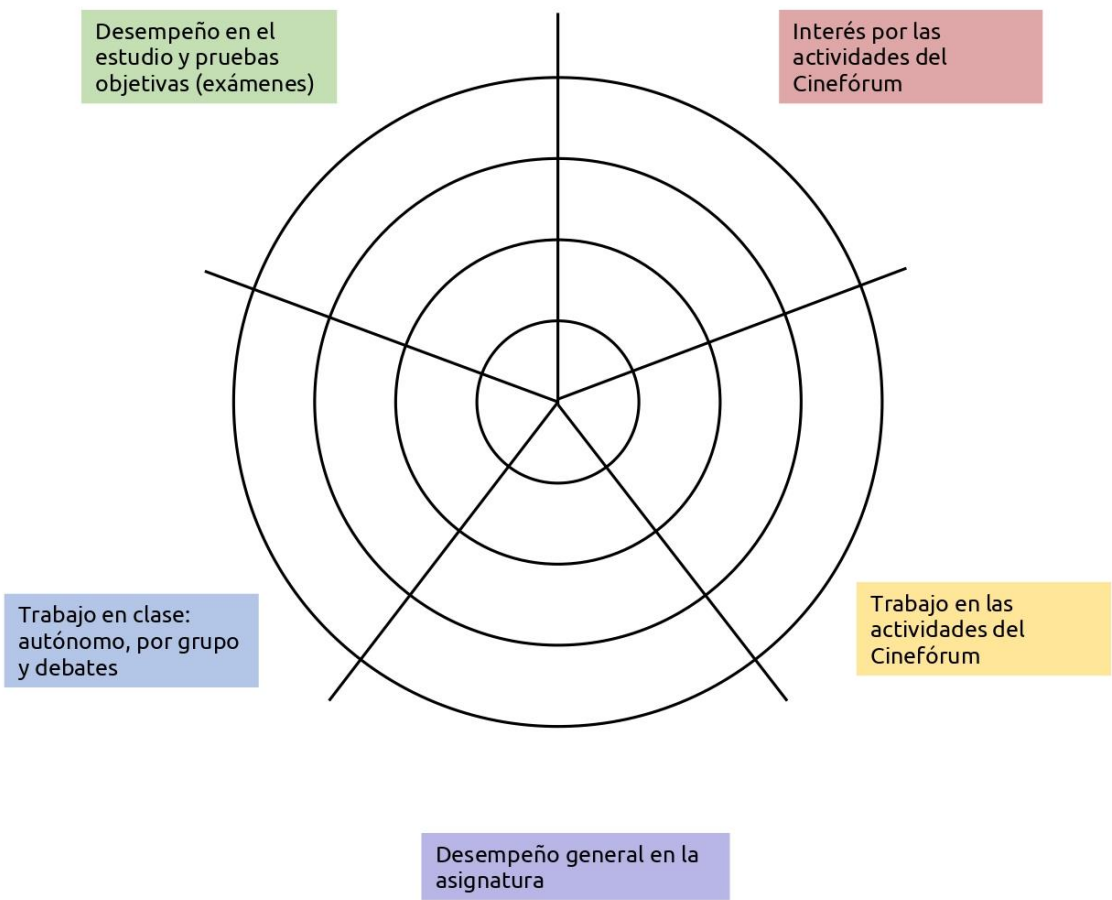 Desempeño en el
estudio y pruebas
objetivas (exámenes)
Interés por las
actividades del
Cinefórum
Trabajo en clase:
autónomo, por grupo
y debates
Trabajo en las
actividades del
Cinefórum
Desempeño general en la
asignatura